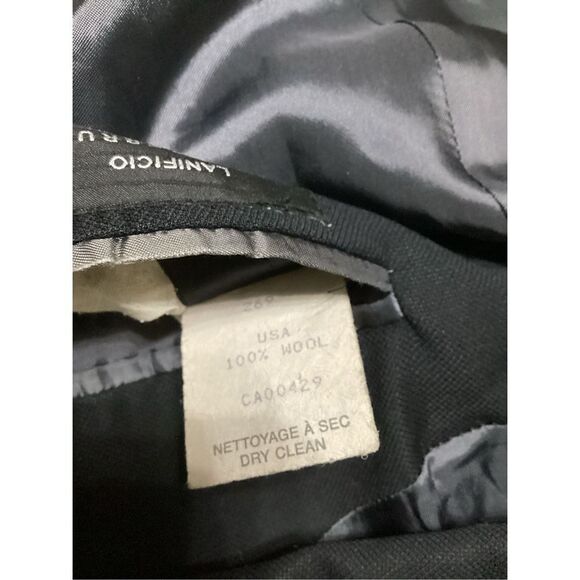 LANIFICIO
USA
100% WOOL
CA00429
NETTOYAGE À SEC
DRY CLEAN